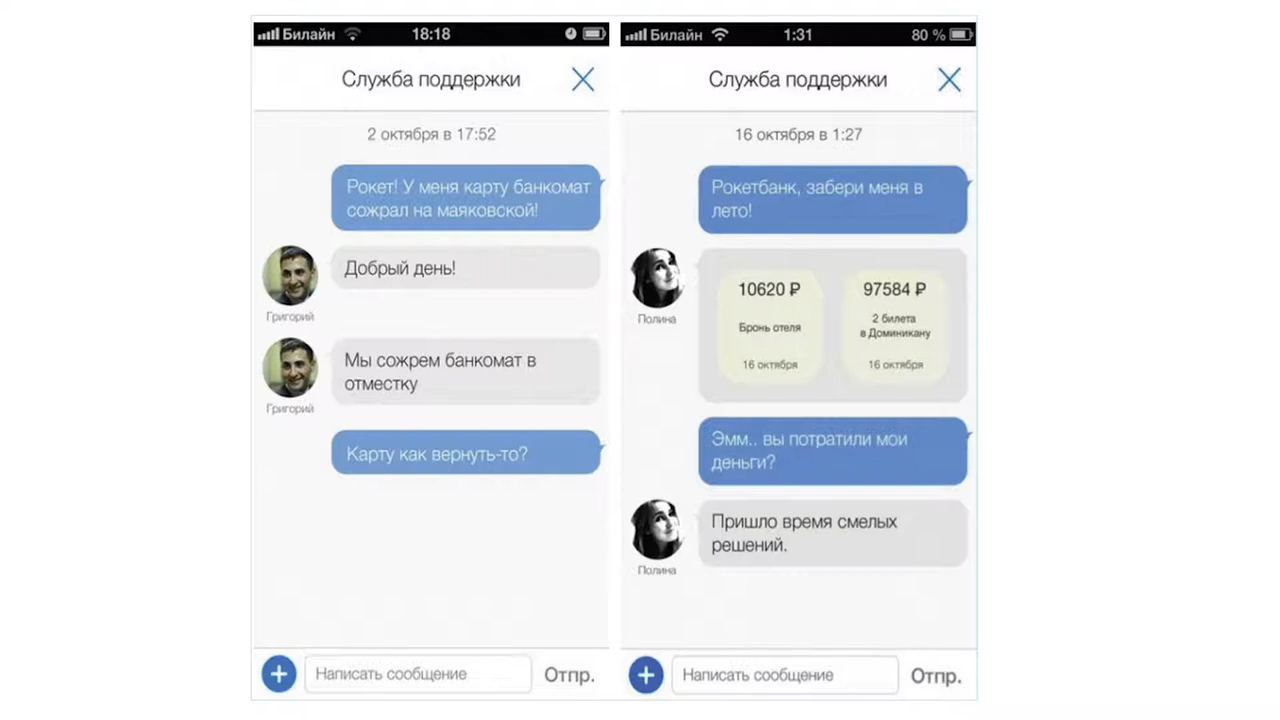 Билайн 18:18
Служба поддержки
2 октября в 17:52
Рокет! У меня карту банкомат
сожрал на маяковской!
Добрый день!
Григорий
Мы сожрем банкомат в
отместку
Григорий
Карту как вернуть-то?
Написать сообщение Отпр.
Билайн 1:31 80 %
Служба поддержки
16 октября в 1:27
Рокетбанк, забери меня в
лето!
10620 ₽
Бронь отеля
16 октября
97584 ₽
2 билета
в Доминикану
16 октября
Полина
Эмм.. вы потратили мои
деньги?
Пришло время смелых
решений.
Полина
Написать сообщение Отпр.